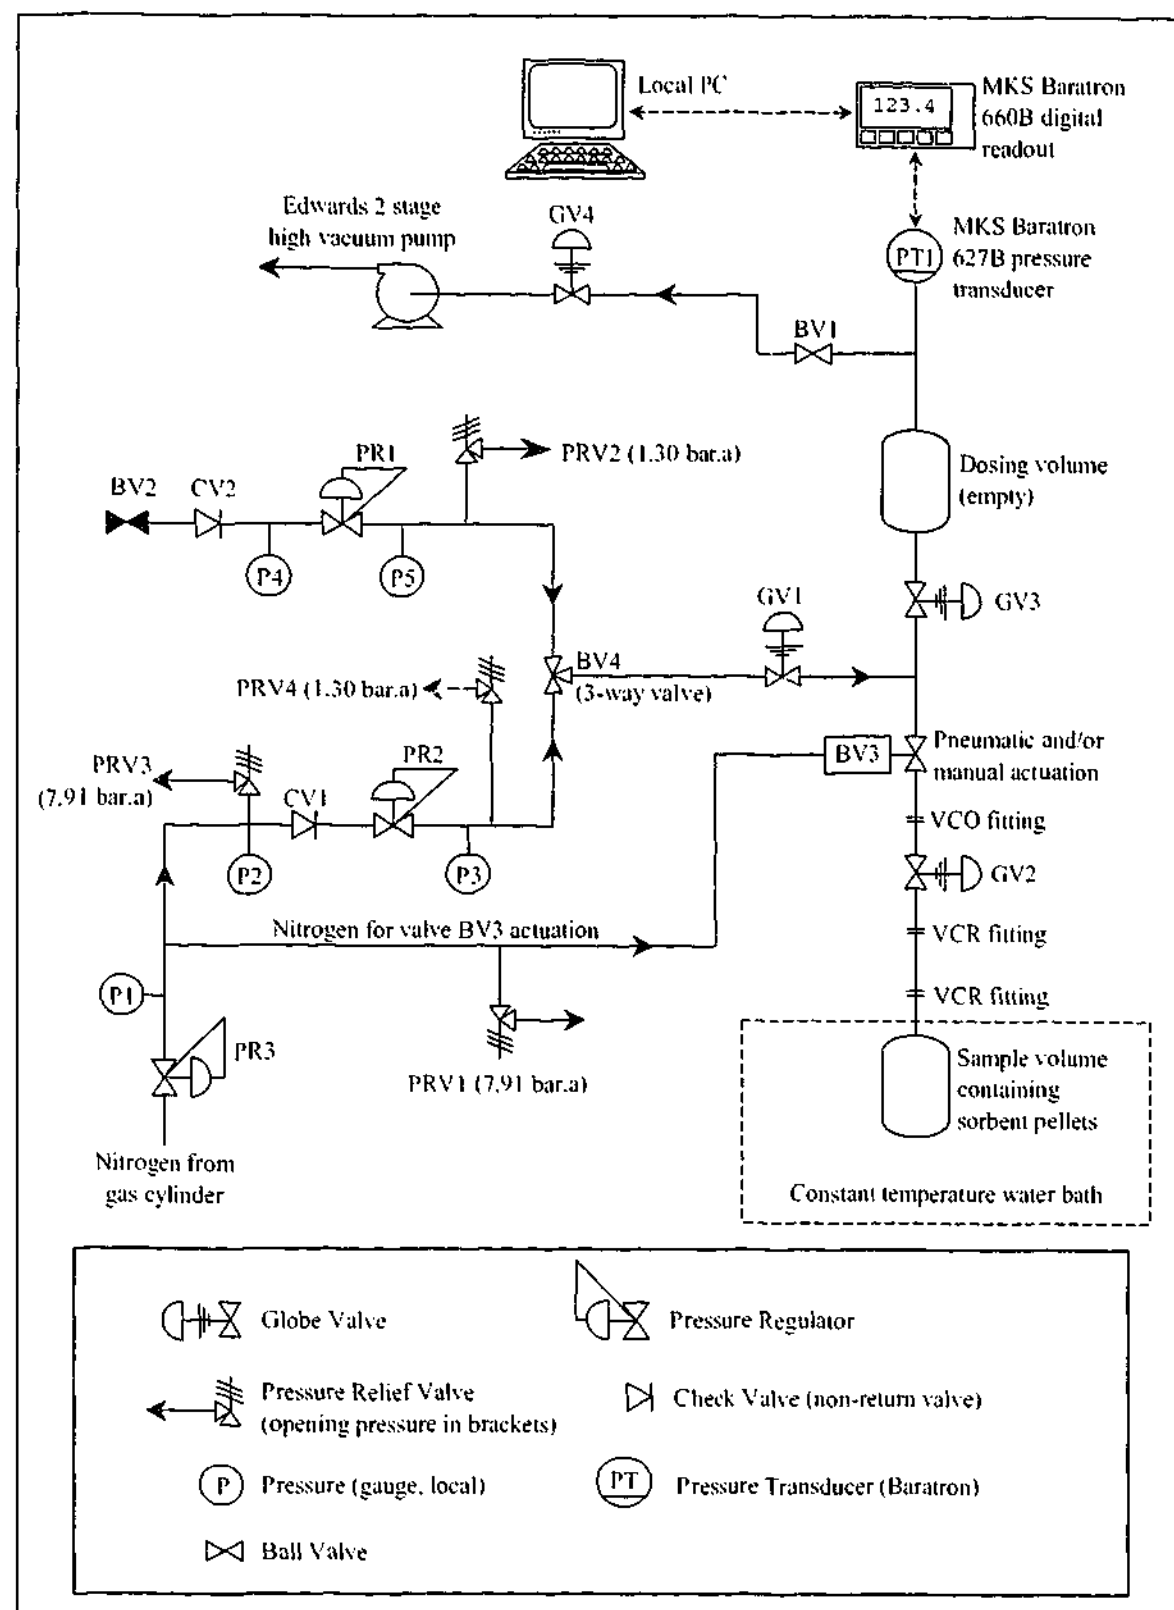 Local PC
123.4
MKS Baratron
660B digital
readout
Edwards 2 stage
high vacuum pump
GV4
PT1
MKS Baratron
627B pressure
transducer
BV1
PRV2 (1.30 bar.a)
PR1
BV2
CV2
P4
P5
Dosing volume
(empty)
GV1
GV3
BV4
(3-way valve)
PRV4 (1.30 bar.a)
PRV3
(7.91 bar.a)
PR2
CV1
P2
P3
BV3
Pneumatic and/or
manual actuation
VCO fitting
GV2
Nitrogen for valve BV3 actuation
VCR fitting
P1
VCR fitting
PR3
PRV1 (7.91 bar.a)
Sample volume
containing
sorbent pellets
Nitrogen from
gas cylinder
Constant temperature water bath
Globe Valve
Pressure Regulator
Pressure Relief Valve
(opening pressure in brackets)
Check Valve (non-return valve)
P
Pressure (gauge, local)
PT
Pressure Transducer (Baratron)
Ball Valve